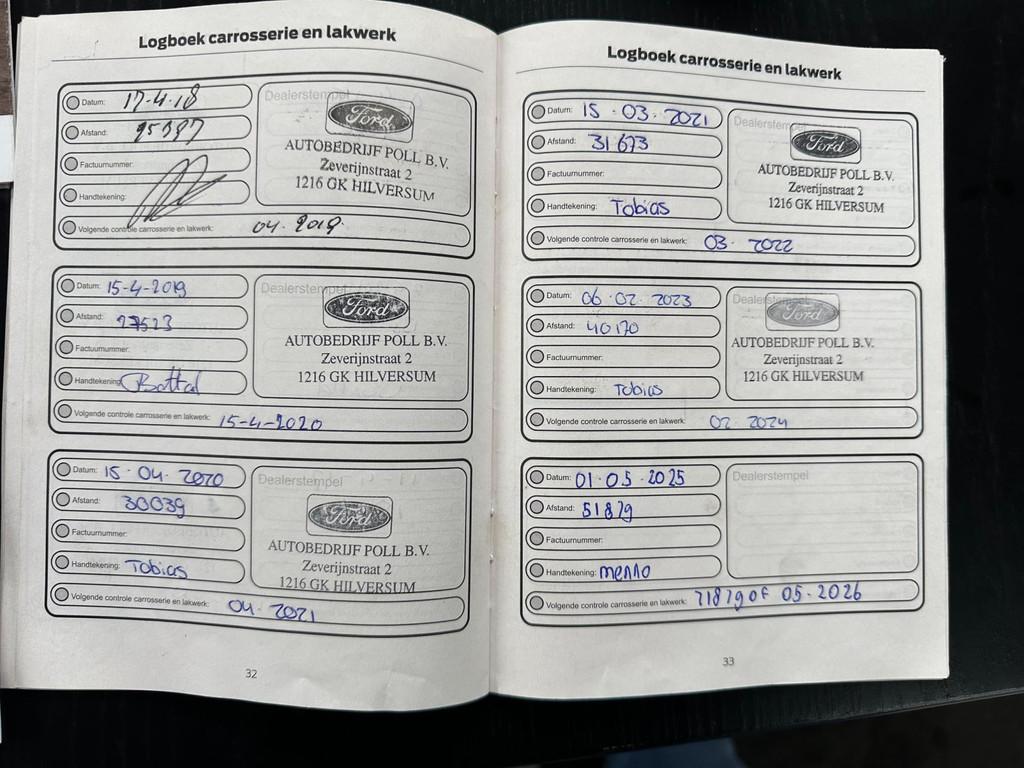 Logboek carrosserie en lakwerk
Datum: 17-4-18
Afstand: 95387
Factuurnummer:
Handtekening:
Volgende controle carrosserie en lakwerk: 04-2019
Dealerstempel
Ford
AUTOBEDRIJF POLL B.V.
Zeverijnstraat 2
1216 GK HILVERSUM
Datum: 15-4-2019
Afstand: 27523
Factuurnummer:
Handtekening:
Volgende controle carrosserie en lakwerk: 15-4-2020
Dealerstempel
Ford
AUTOBEDRIJF POLL B.V.
Zeverijnstraat 2
1216 GK HILVERSUM
Datum: 15-04-2020
Afstand: 30039
Factuurnummer:
Handtekening: Tobias
Volgende controle carrosserie en lakwerk: 04-2021
Dealerstempel
Ford
AUTOBEDRIJF POLL B.V.
Zeverijnstraat 2
1216 GK HILVERSUM
32
Logboek carrosserie en lakwerk
Datum: 15-03-2021
Afstand: 31673
Factuurnummer:
Handtekening: Tobias
Volgende controle carrosserie en lakwerk: 03-2022
Dealerstempel
Ford
AUTOBEDRIJF POLL B.V.
Zeverijnstraat 2
1216 GK HILVERSUM
Datum: 06-02-2023
Afstand: 40170
Factuurnummer:
Handtekening: Tobias
Volgende controle carrosserie en lakwerk: 02 2024
Dealerstempel
Ford
AUTOBEDRIJF POLL B.V.
Zeverijnstraat 2
1216 GK HILVERSUM
Datum: 01-05-2025
Afstand: 51879
Factuurnummer:
Handtekening: menno
Volgende controle carrosserie en lakwerk: 71879 of 05-2026
Dealerstempel
33